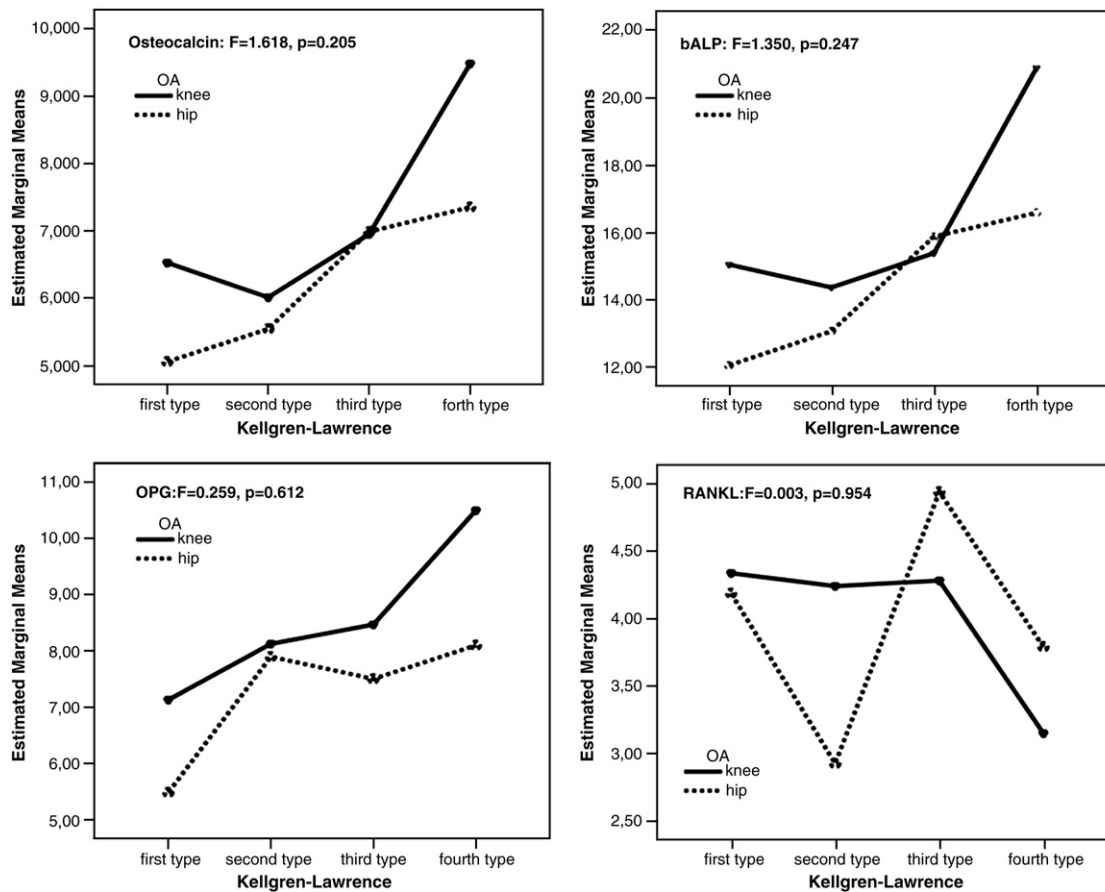 Osteocalcin: F=1.618, p=0.205
OA
knee
hip
Estimated Marginal Means
10,000
9,000
8,000
7,000
6,000
5,000
first type second type third type forth type
Kellgren-Lawrence
bALP: F=1.350, p=0.247
OA
knee
hip
Estimated Marginal Means
22,00
20,00
18,00
16,00
14,00
12,00
first type second type third type forth type
Kellgren-Lawrence
OPG:F=0.259, p=0.612
OA
knee
hip
Estimated Marginal Means
11,00
10,00
9,00
8,00
7,00
6,00
5,00
first type second type third type fourth type
Kellgren-Lawrence
RANKL:F=0.003, p=0.954
OA
knee
hip
Estimated Marginal Means
5,00
4,50
4,00
3,50
3,00
2,50
first type second type third type fourth type
Kellgren-Lawrence